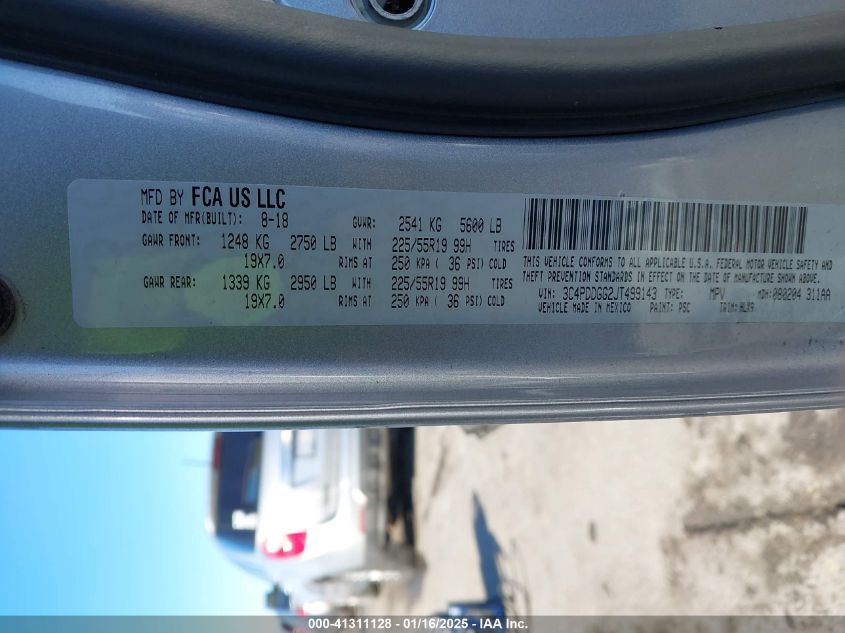 MFD BY FCA US LLC
DATE OF MFR(BUILT): 8-18 GVWR: 2541 KG 5600 LB
GAWR FRONT: 1248 KG 2750 LB WITH 225/55R19 99H TIRES
19X7.0 RIMS AT 250 KPA ( 36 PSI) COLD
GAWR REAR: 1339 KG 2950 LB WITH 225/55R19 99H TIRES
19X7.0 RIMS AT 250 KPA ( 36 PSI) COLD
THIS VEHICLE CONFORMS TO ALL APPLICABLE U.S.A. FEDERAL MOTOR VEHICLE SAFETY AND
THEFT PREVENTION STANDARDS IN EFFECT ON THE DATE OF MANUFACTURE SHOWN ABOVE.
VIN: 3C4PDDGG2JT499143 TYPE: MPV MDH: 080204 311AA
VEHICLE MADE IN MEXICO PAINT: PSC TRIM: HLX9
000-41311128 - 01/16/2025 - IAA Inc.